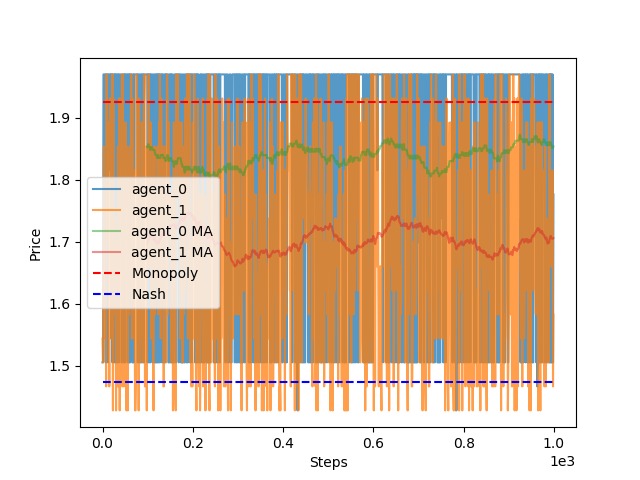 1.9
1.8
1.7
1.6
1.5
Price
agent_0
agent_1
agent_0 MA
agent_1 MA
Monopoly
Nash
0.0
0.2
0.4
0.6
0.8
1.0
1e3
Steps